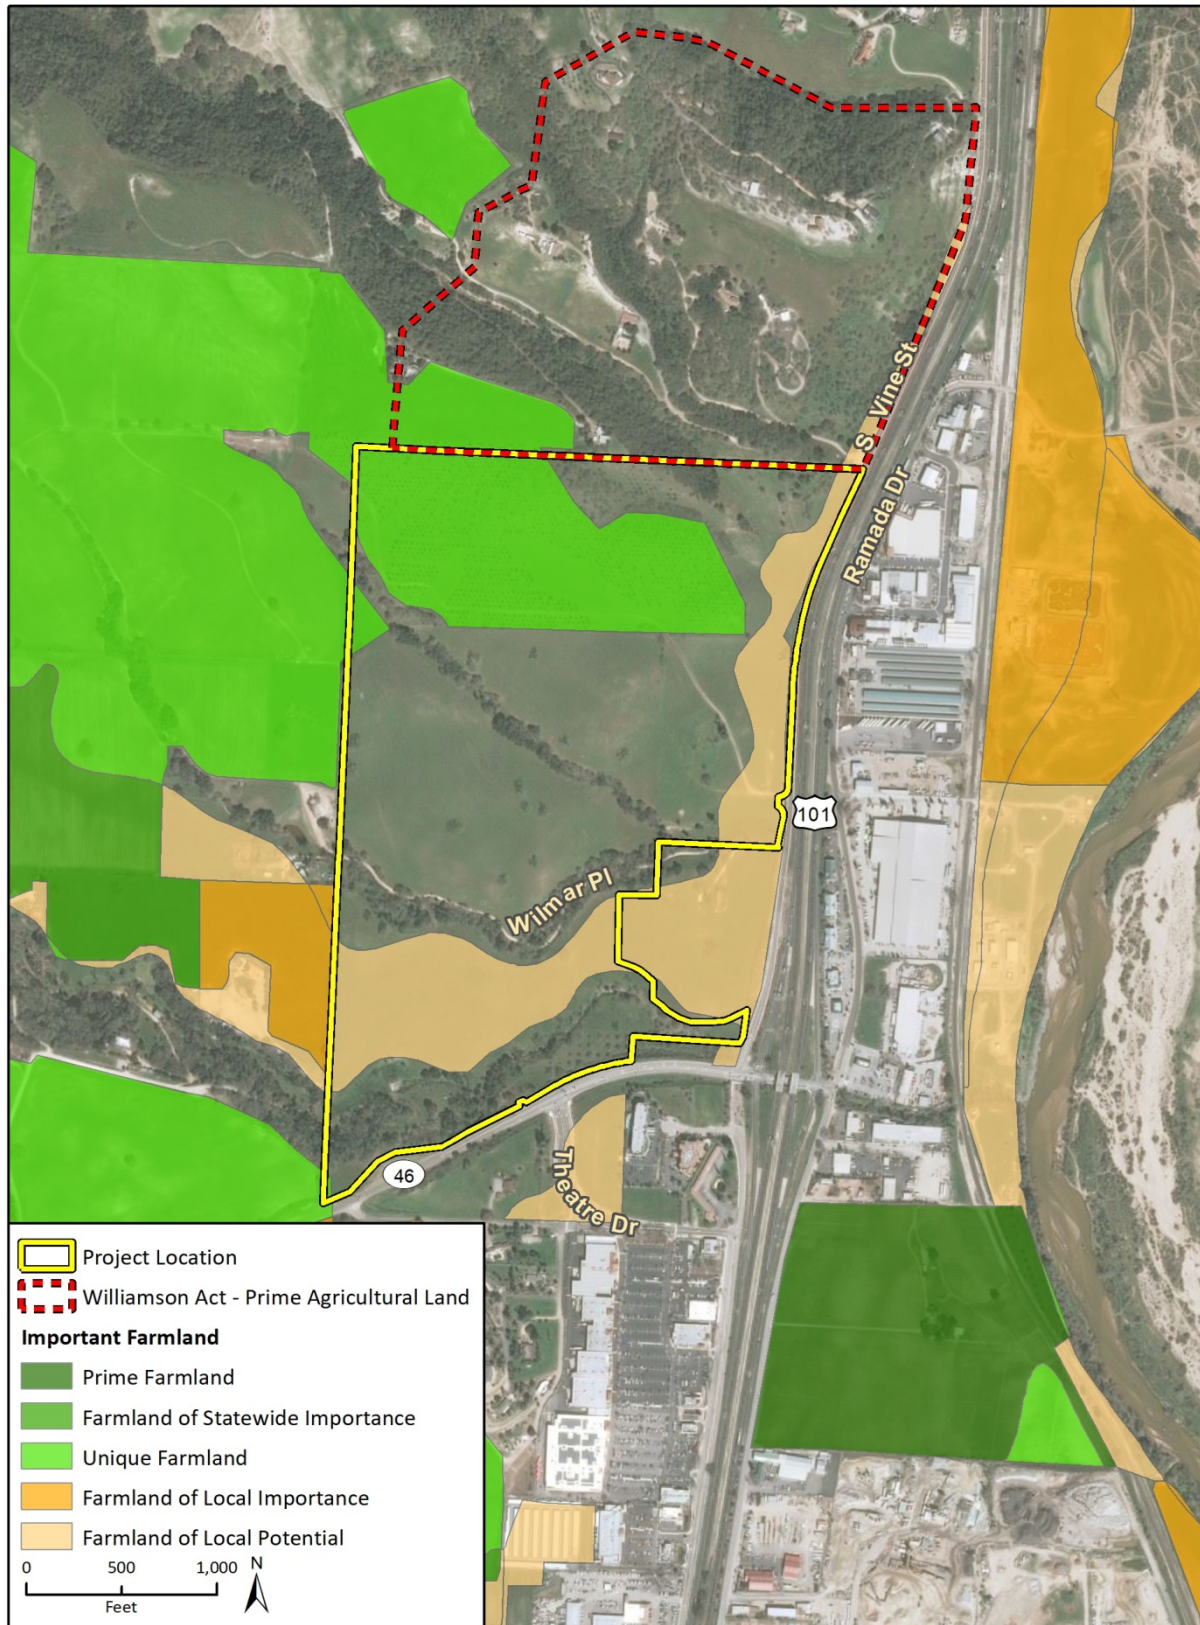 S. Vine St
Ramada Dr
101
Wilmar Pl
46
Theatre Dr
Project Location
Williamson Act - Prime Agricultural Land
Important Farmland
Prime Farmland
Farmland of Statewide Importance
Unique Farmland
Farmland of Local Importance
Farmland of Local Potential
0 500 1,000
Feet
N